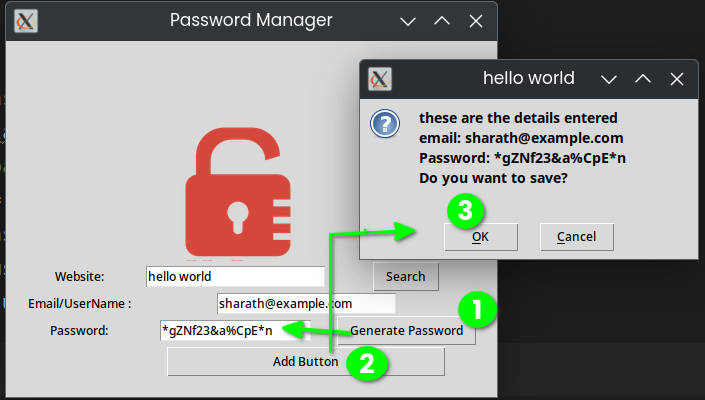 Password Manager
hello world
these are the details entered
email: sharath@example.com
Password: *gZNf23&a%CpE*n
Do you want to save?
3
OK
Cancel
Website:
hello world
Search
Email/UserName :
sharath@example.com
1
Password:
*gZNf23&a%CpE*n
Generate Password
Add Button
2